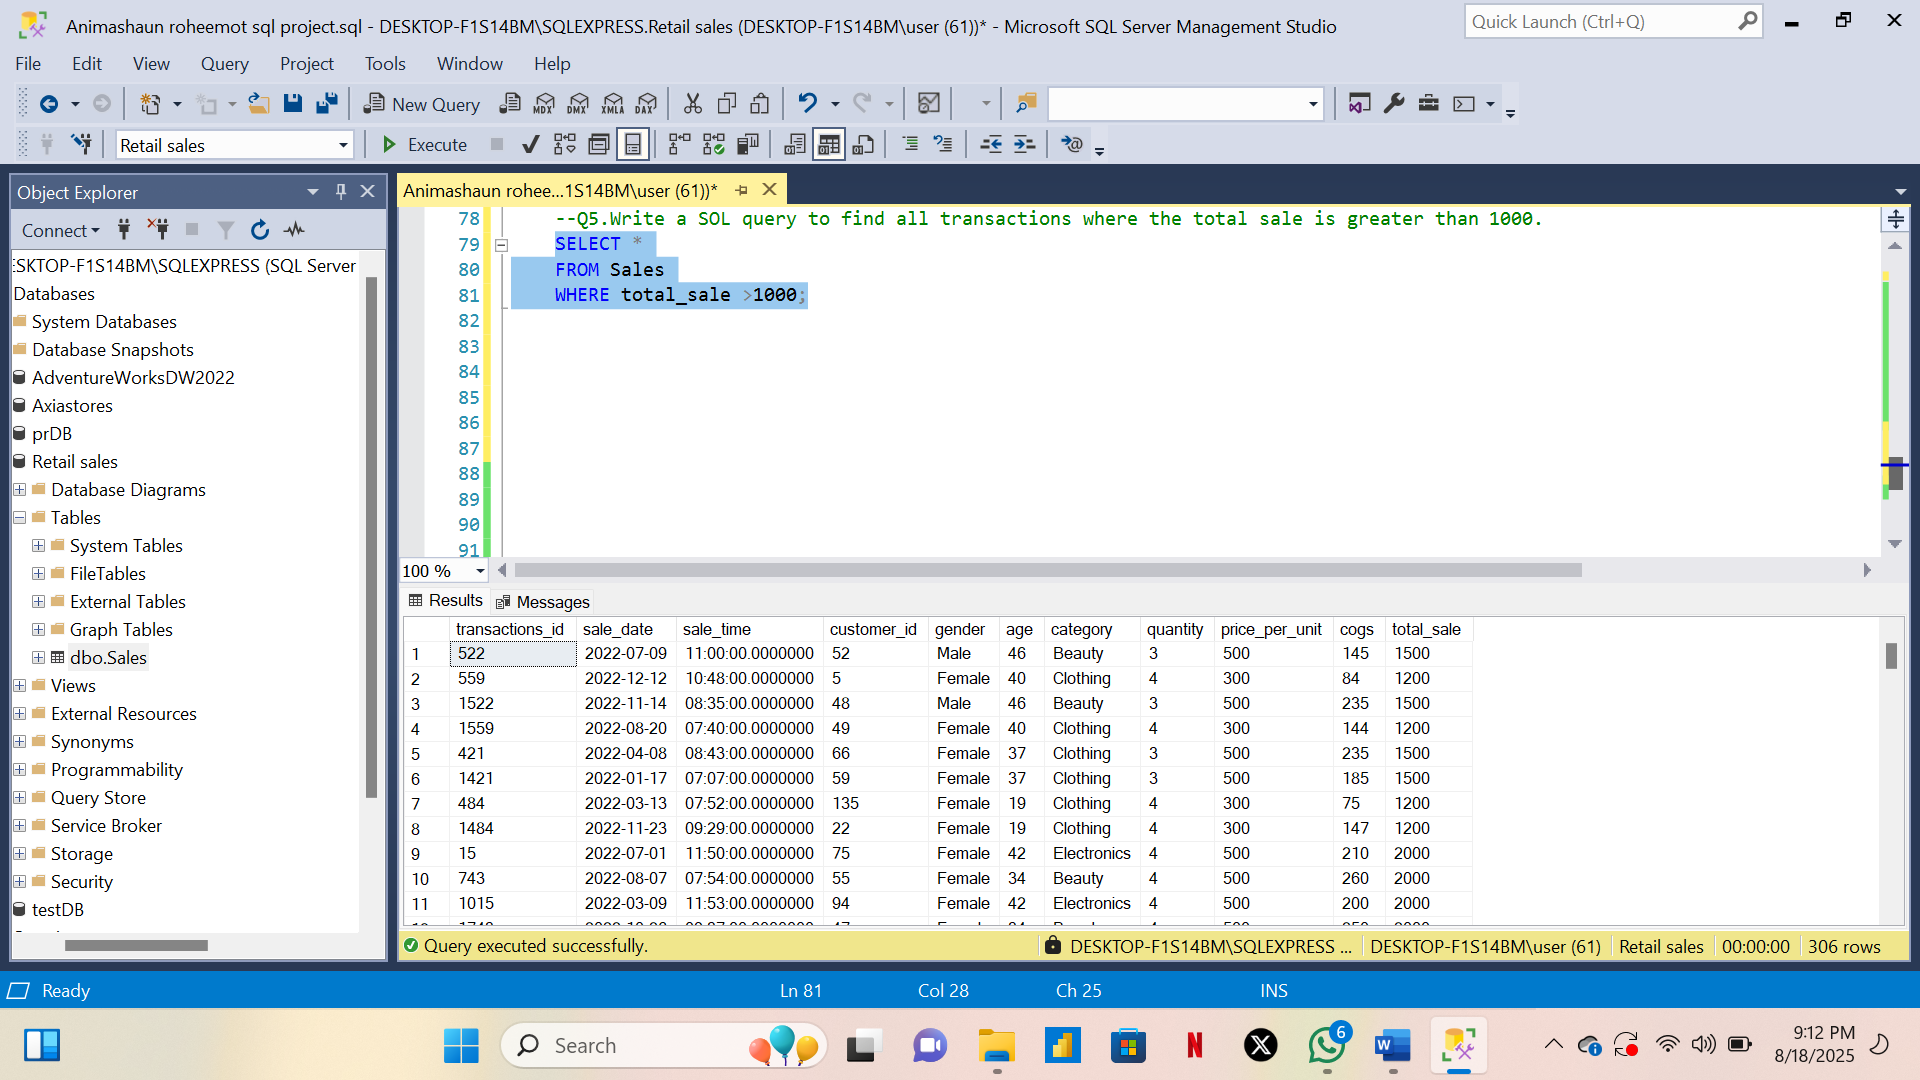 Animashaun roheemot sql project.sql - DESKTOP-F1S14BM\SQLEXPRESS.Retail sales (DESKTOP-F1S14BM\user (61))* - Microsoft SQL Server Management Studio
Quick Launch (Ctrl+Q)
File Edit View Query Project Tools Window Help
New Query MDX DMX XMLA DAX
Retail sales Execute
Object Explorer
Animashaun rohee...1S14BM\user (61))*
Connect
ESKTOP-F1S14BM\SQLEXPRESS (SQL Server
Databases
System Databases
Database Snapshots
AdventureWorksDW2022
Axiastores
prDB
Retail sales
Database Diagrams
Tables
System Tables
FileTables
External Tables
Graph Tables
dbo.Sales
Views
External Resources
Synonyms
Programmability
Query Store
Service Broker
Storage
Security
testDB
78 --Q5.Write a SOL query to find all transactions where the total sale is greater than 1000.
79 SELECT *
80 FROM Sales
81 WHERE total_sale >1000;
82
83
84
85
86
87
88
89
90
91
100 %
Results Messages
transactions_id sale_date sale_time customer_id gender age category quantity price_per_unit cogs total_sale
1 522 2022-07-09 11:00:00.0000000 52 Male 46 Beauty 3 500 145 1500
2 559 2022-12-12 10:48:00.0000000 5 Female 40 Clothing 4 300 84 1200
3 1522 2022-11-14 08:35:00.0000000 48 Male 46 Beauty 3 500 235 1500
4 1559 2022-08-20 07:40:00.0000000 49 Female 40 Clothing 4 300 144 1200
5 421 2022-04-08 08:43:00.0000000 66 Female 37 Clothing 3 500 235 1500
6 1421 2022-01-17 07:07:00.0000000 59 Female 37 Clothing 3 500 185 1500
7 484 2022-03-13 07:52:00.0000000 135 Female 19 Clothing 4 300 75 1200
8 1484 2022-11-23 09:29:00.0000000 22 Female 19 Clothing 4 300 147 1200
9 15 2022-07-01 11:50:00.0000000 75 Female 42 Electronics 4 500 210 2000
10 743 2022-08-07 07:54:00.0000000 55 Female 34 Beauty 4 500 260 2000
11 1015 2022-03-09 11:53:00.0000000 94 Female 42 Electronics 4 500 200 2000
Query executed successfully. DESKTOP-F1S14BM\SQLEXPRESS ... DESKTOP-F1S14BM\user (61) Retail sales 00:00:00 306 rows
Ready Ln 81 Col 28 Ch 25 INS
Search
6
9:12 PM
8/18/2025